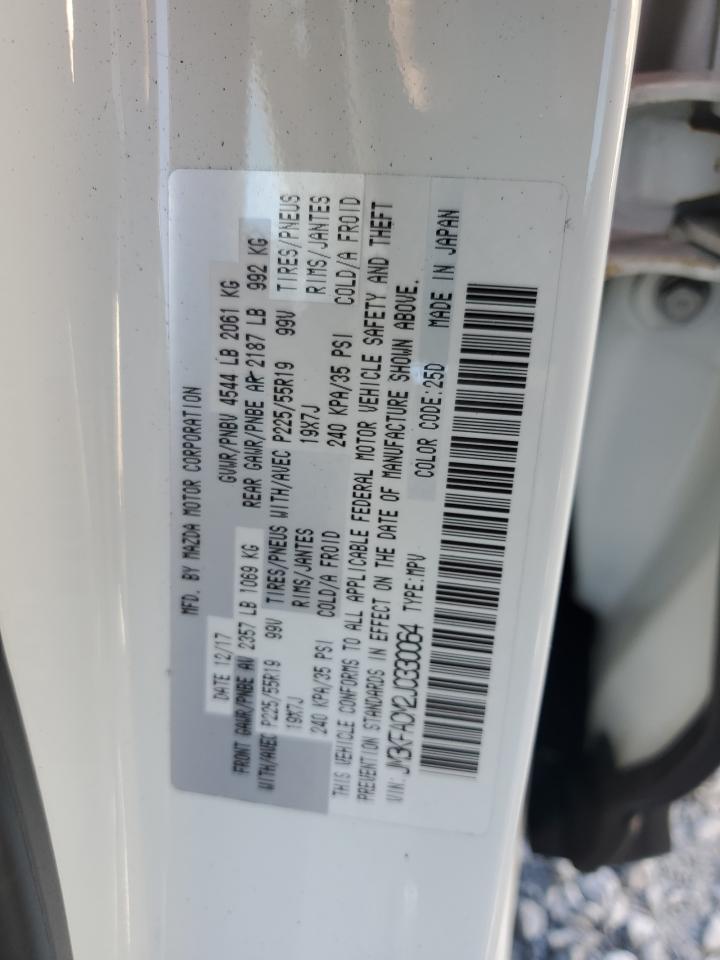 MFD. BY MAZDA MOTOR CORPORATION
DATE 12/17 GVWR/PNBV 4544 LB 2061 KG
FRONT GAWR/PNBE AV 2357 LB 1069 KG REAR GAWR/PNBE AR 2187 LB 992 KG
WITH/AVEC P225/55R19 99V TIRES/PNEUS WITH/AVEC P225/55R19 99V TIRES/PNEUS
19X7J RIMS/JANTES 19X7J RIMS/JANTES
240 KPA/35 PSI COLD/A FROID 240 KPA/35 PSI COLD/A FROID
THIS VEHICLE CONFORMS TO ALL APPLICABLE FEDERAL MOTOR VEHICLE SAFETY AND THEFT
PREVENTION STANDARDS IN EFFECT ON THE DATE OF MANUFACTURE SHOWN ABOVE.
VIN: JM3KFACM2J0330064 TYPE:MPV COLOR CODE:25D MADE IN JAPAN